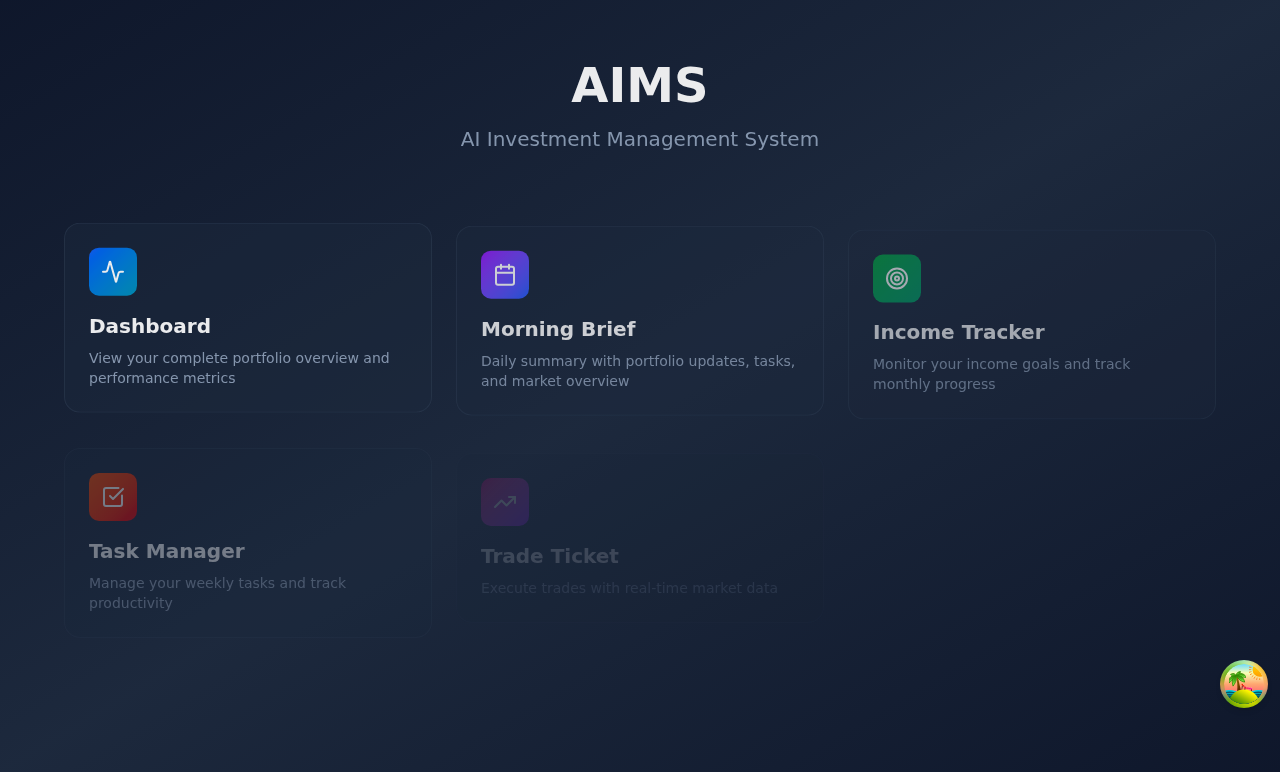 AIMS
AI Investment Management System
Dashboard
View your complete portfolio overview and
performance metrics
Morning Brief
Daily summary with portfolio updates, tasks,
and market overview
Income Tracker
Monitor your income goals and track
monthly progress
Task Manager
Manage your weekly tasks and track
productivity
Trade Ticket
Execute trades with real-time market data